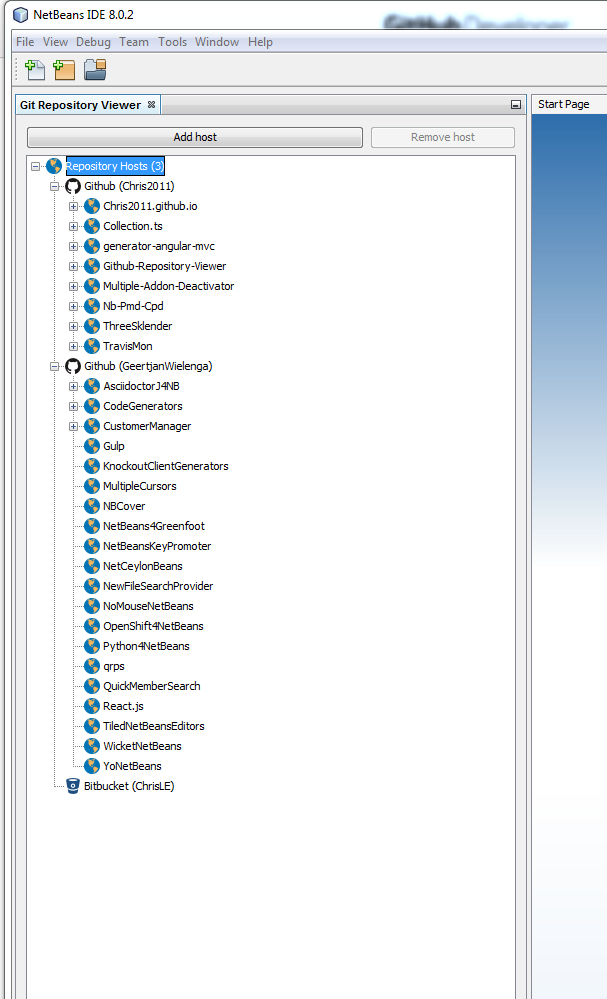 NetBeans IDE 8.0.2
GitHub Developer
File View Debug Team Tools Window Help
Git Repository Viewer
Start Page
Add host
Remove host
Repository Hosts (3)
Github (Chris2011)
Chris2011.github.io
Collection.ts
generator-angular-mvc
Github-Repository-Viewer
Multiple-Addon-Deactivator
Nb-Pmd-Cpd
ThreeSklender
TravisMon
Github (GeertjanWielenga)
AsciidoctorJ4NB
CodeGenerators
CustomerManager
Gulp
KnockoutClientGenerators
MultipleCursors
NBCover
NetBeans4Greenfoot
NetBeansKeyPromoter
NetCeylonBeans
NewFileSearchProvider
NoMouseNetBeans
OpenShift4NetBeans
Python4NetBeans
qrps
QuickMemberSearch
React.js
TiledNetBeansEditors
WicketNetBeans
YoNetBeans
Bitbucket (ChrisLE)